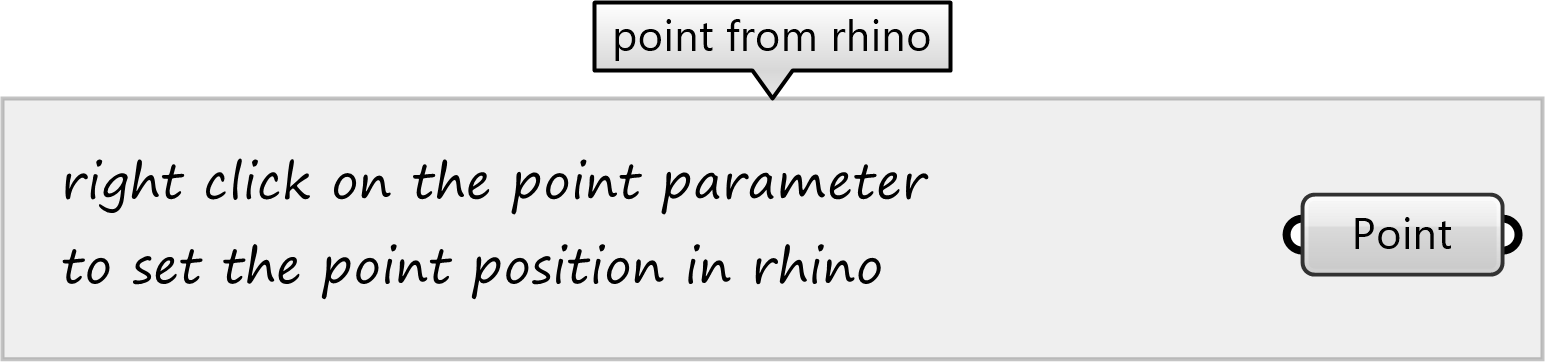 point from rhino
right click on the point parameter
to set the point position in rhino
Point